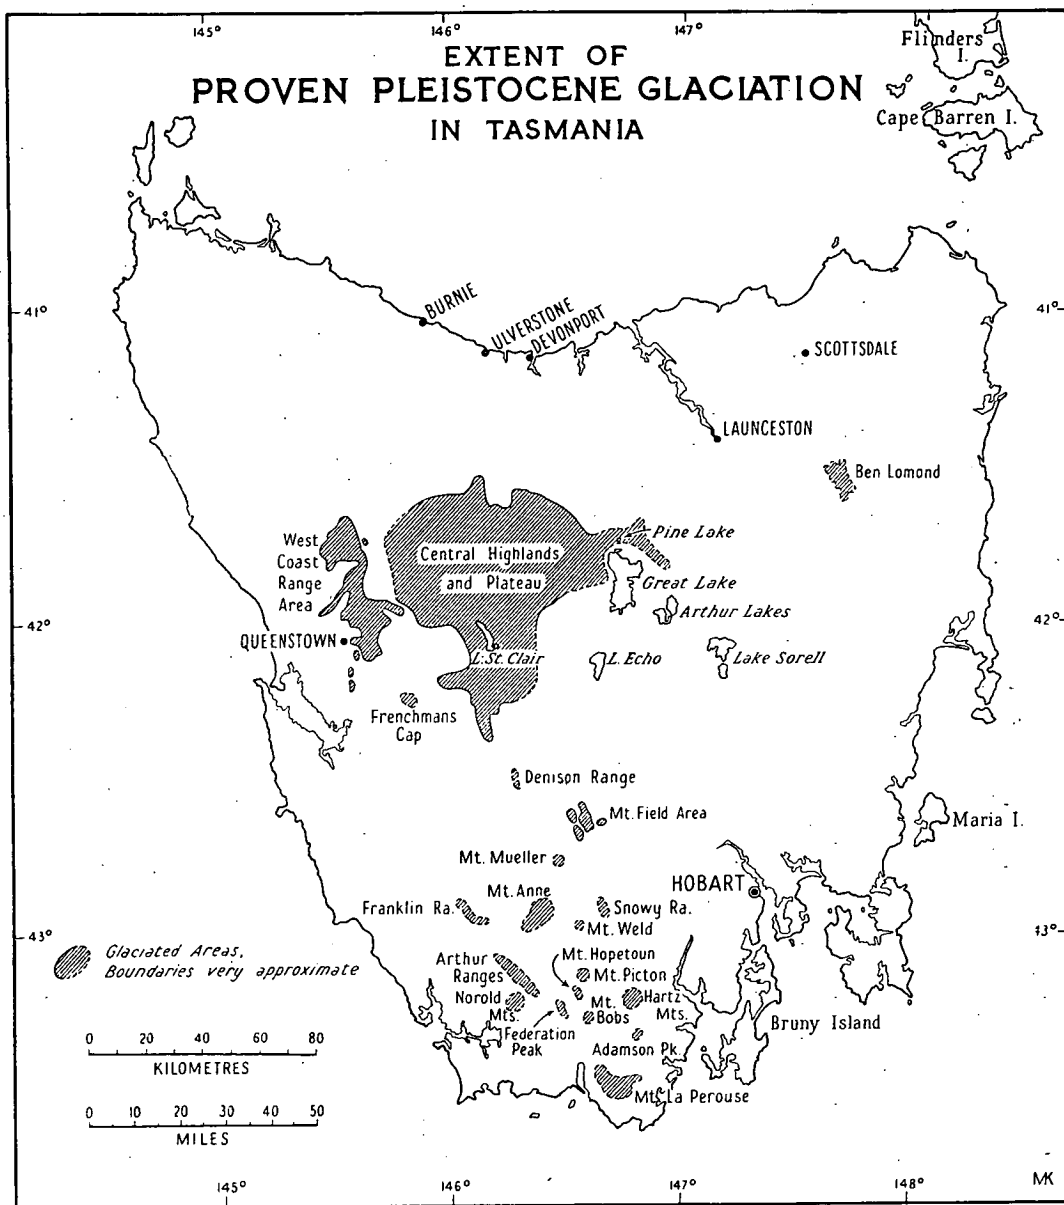 145°
146°
147°
EXTENT OF
PROVEN PLEISTOCENE GLACIATION
IN TASMANIA
Flinders
I.
Cape Barren I.
41°
41°
BURNIE
ULVERSTONE
DEVONPORT
SCOTTSDALE
LAUNCESTON
Ben Lomond
West
Coast
Range
Area
Central Highlands
and Plateau
Pine Lake
Great Lake
Arthur Lakes
42°
42°
QUEENSTOWN
L. St. Clair
L. Echo
Lake Sorell
Frenchmans
Cap
Denison Range
Mt. Field Area
Maria I.
Mt. Mueller
Mt. Anne
HOBART
Franklin Ra.
Snowy Ra.
Mt. Weld
43°
43°
Glaciated Areas,
Boundaries very approximate
Mt. Hopetoun
Arthur
Ranges
Mt. Picton
Norold
Mts.
Mt.
Bobs
Hartz
Mts.
Federation
Peak
Bruny Island
Adamson Pk.
Mt. La Perouse
0 20 40 60 80
KILOMETRES
0 10 20 30 40 50
MILES
145°
146°
147°
148°
MK